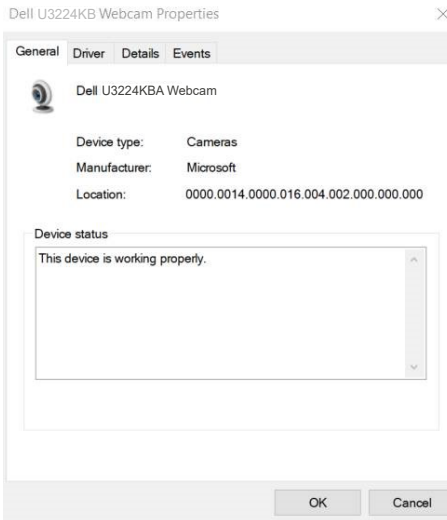 Dell U3224KB Webcam Properties
General Driver Details Events
Dell U3224KBA Webcam
Device type: Cameras
Manufacturer: Microsoft
Location: 0000.0014.0000.016.004.002.000.000.000
Device status
This device is working properly.
OK Cancel